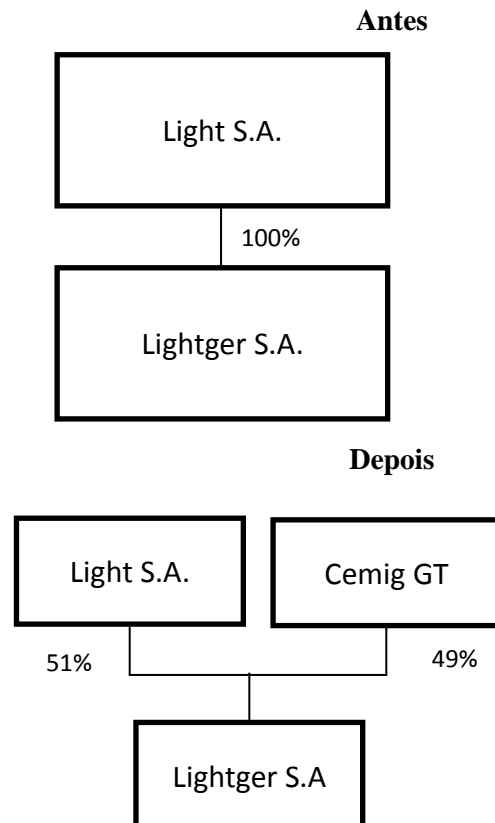 Antes
Light S.A.
100%
Lightger S.A.
Depois
Light S.A.
Cemig GT
51%
49%
Lightger S.A